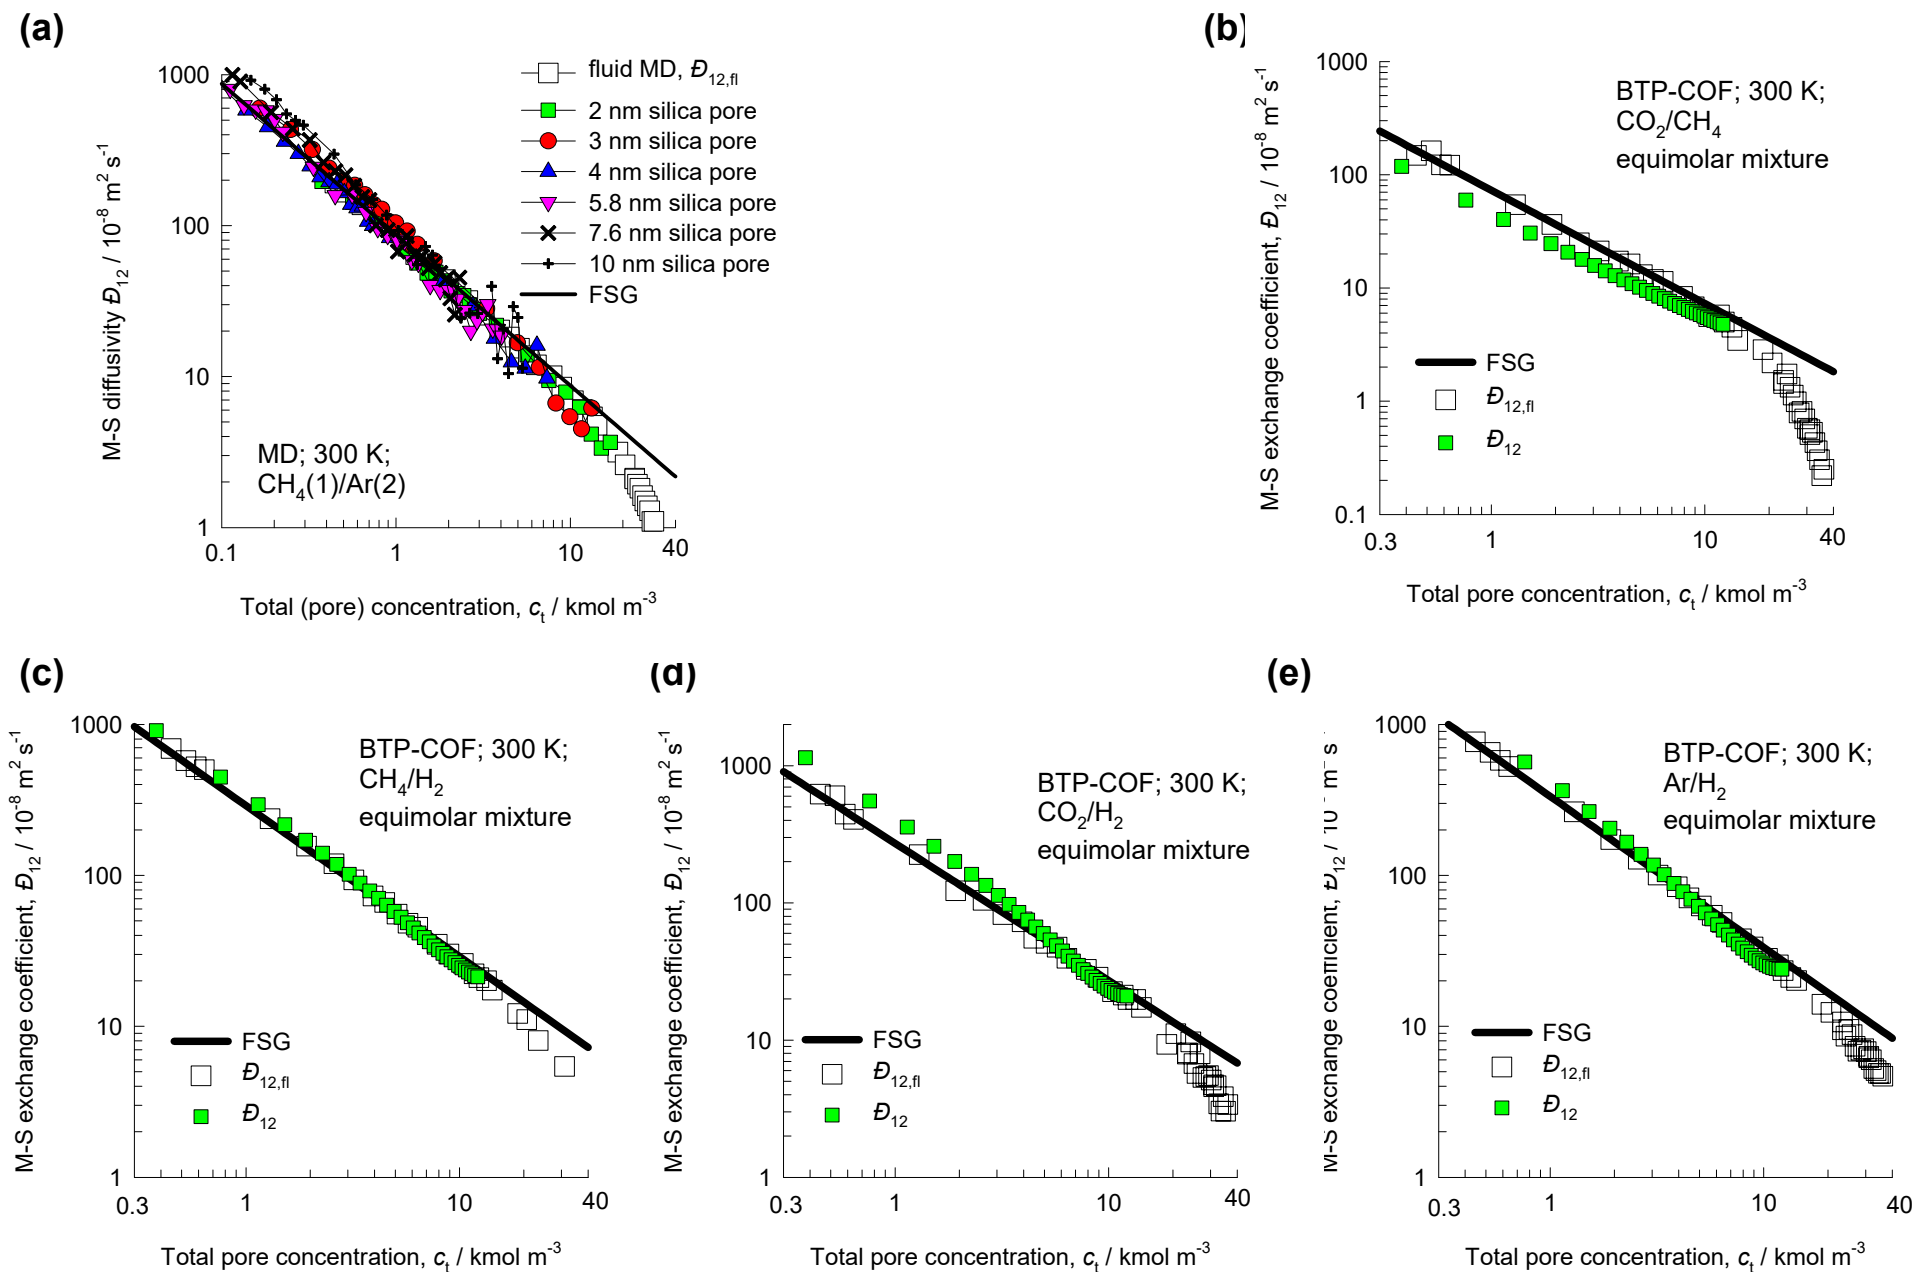 (a)
1000
100
10
1
0.1
1
10
40
M-S diffusivity Đ12 / 10-8 m2 s-1
Total (pore) concentration, ct / kmol m-3
fluid MD, Đ12,fl
2 nm silica pore
3 nm silica pore
4 nm silica pore
5.8 nm silica pore
7.6 nm silica pore
10 nm silica pore
FSG
MD; 300 K;
CH4(1)/Ar(2)
(b)
1000
100
10
1
0.1
0.3
1
10
40
M-S exchange coefficient, Đ12 / 10-8 m2 s-1
Total pore concentration, ct / kmol m-3
BTP-COF; 300 K;
CO2/CH4
equimolar mixture
FSG
Đ12,fl
Đ12
(c)
1000
100
10
1
0.3
1
10
40
M-S exchange coefficient, Đ12 / 10-8 m2 s-1
Total pore concentration, ct / kmol m-3
BTP-COF; 300 K;
CH4/H2
equimolar mixture
FSG
Đ12,fl
Đ12
(d)
1000
100
10
1
0.3
1
10
40
M-S exchange coefficient, Đ12 / 10-8 m2 s-1
Total pore concentration, ct / kmol m-3
BTP-COF; 300 K;
CO2/H2
equimolar mixture
FSG
Đ12,fl
Đ12
(e)
1000
100
10
1
0.3
1
10
40
M-S exchange coefficient, Đ12 / 10-8 m2 s-1
Total pore concentration, ct / kmol m-3
BTP-COF; 300 K;
Ar/H2
equimolar mixture
FSG
Đ12,fl
Đ12